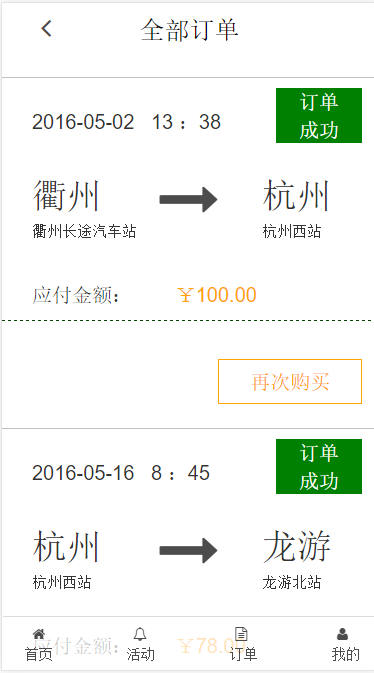 全部订单
2016-05-02 13：38
订单
成功
衢州 杭州
衢州长途汽车站 杭州西站
应付金额： ￥100.00
再次购买
2016-05-16 8：45
订单
成功
杭州 龙游
杭州西站 龙游北站
应付金额： ￥78.00
首页 活动 订单 我的